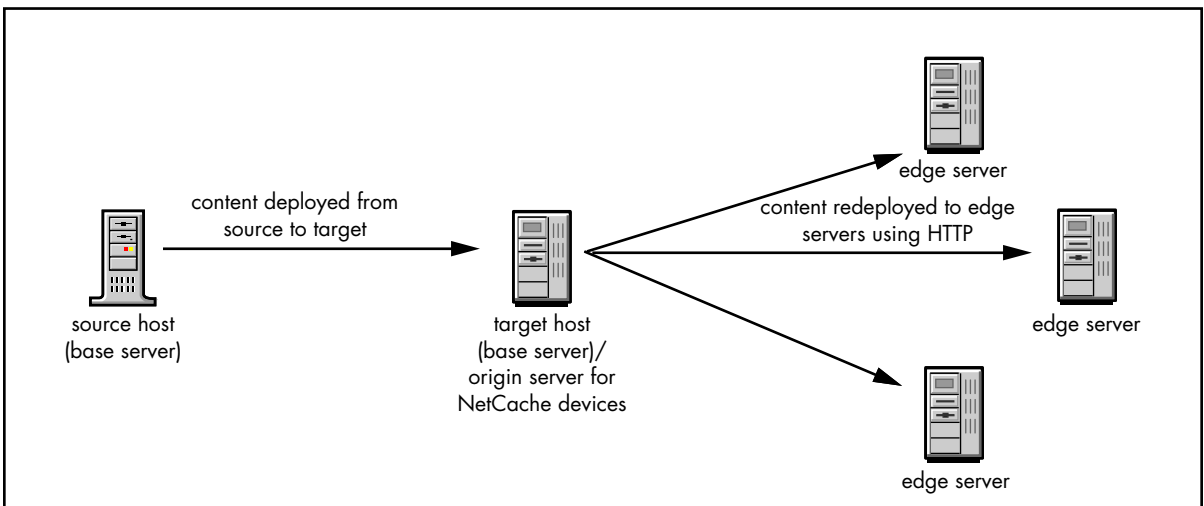 content deployed from
source to target
source host
(base server)
target host
(base server)/
origin server for
NetCache devices
edge server
content redeployed to edge
servers using HTTP
edge server
edge server